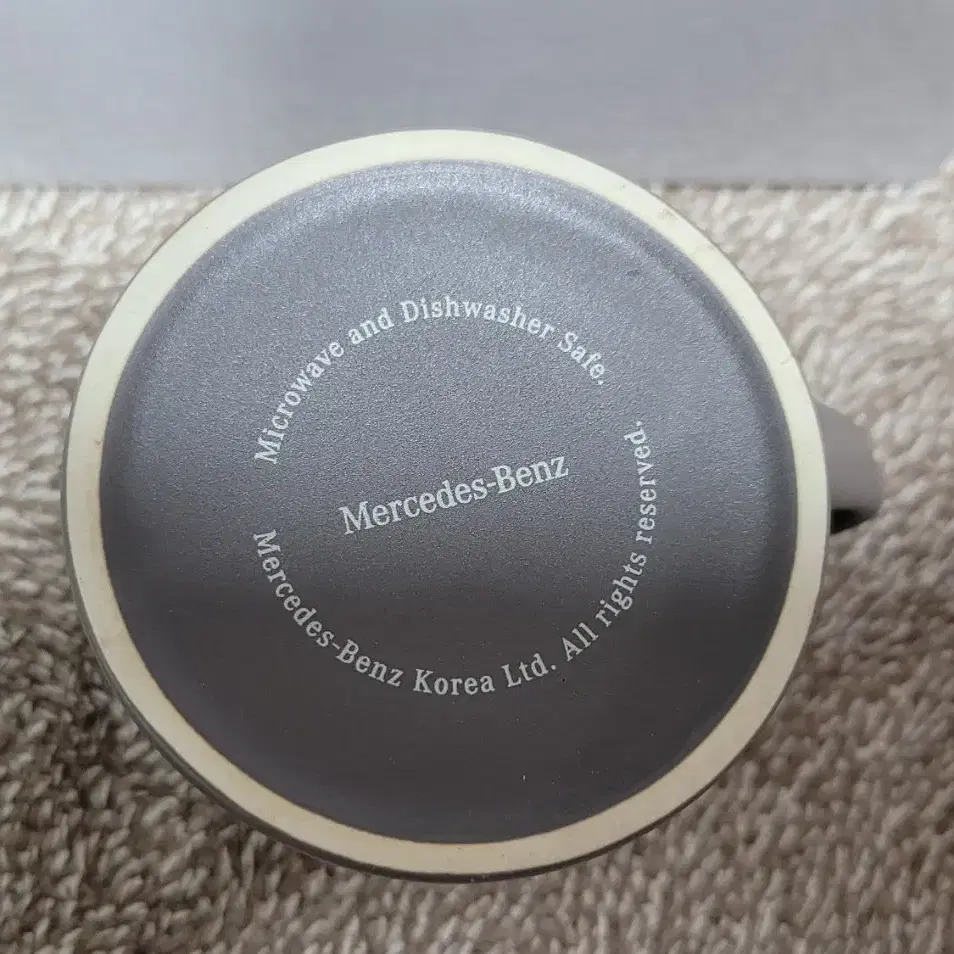 Microwave and Dishwasher Safe.
Mercedes-Benz
Mercedes-Benz Korea Ltd. All rights reserved.